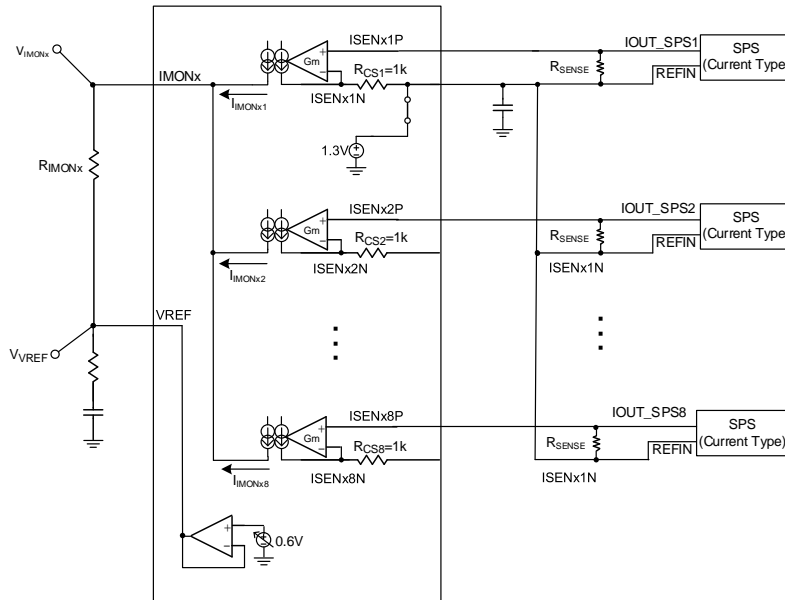 VIMONx
IMONx
IIMONx1
Gm
+
−
ISENx1P
RCS1=1k
ISENx1N
1.3V
IOUT_SPS1
RSENSE
REFIN
SPS
(Current Type)
RIMONx
IIMONx2
Gm
+
−
ISENx2P
RCS2=1k
ISENx2N
IOUT_SPS2
RSENSE
REFIN
ISENx1N
SPS
(Current Type)
VREF
VVREF
IIMONx8
Gm
+
−
ISENx8P
RCS8=1k
ISENx8N
IOUT_SPS8
RSENSE
REFIN
ISENx1N
SPS
(Current Type)
+
−
0.6V